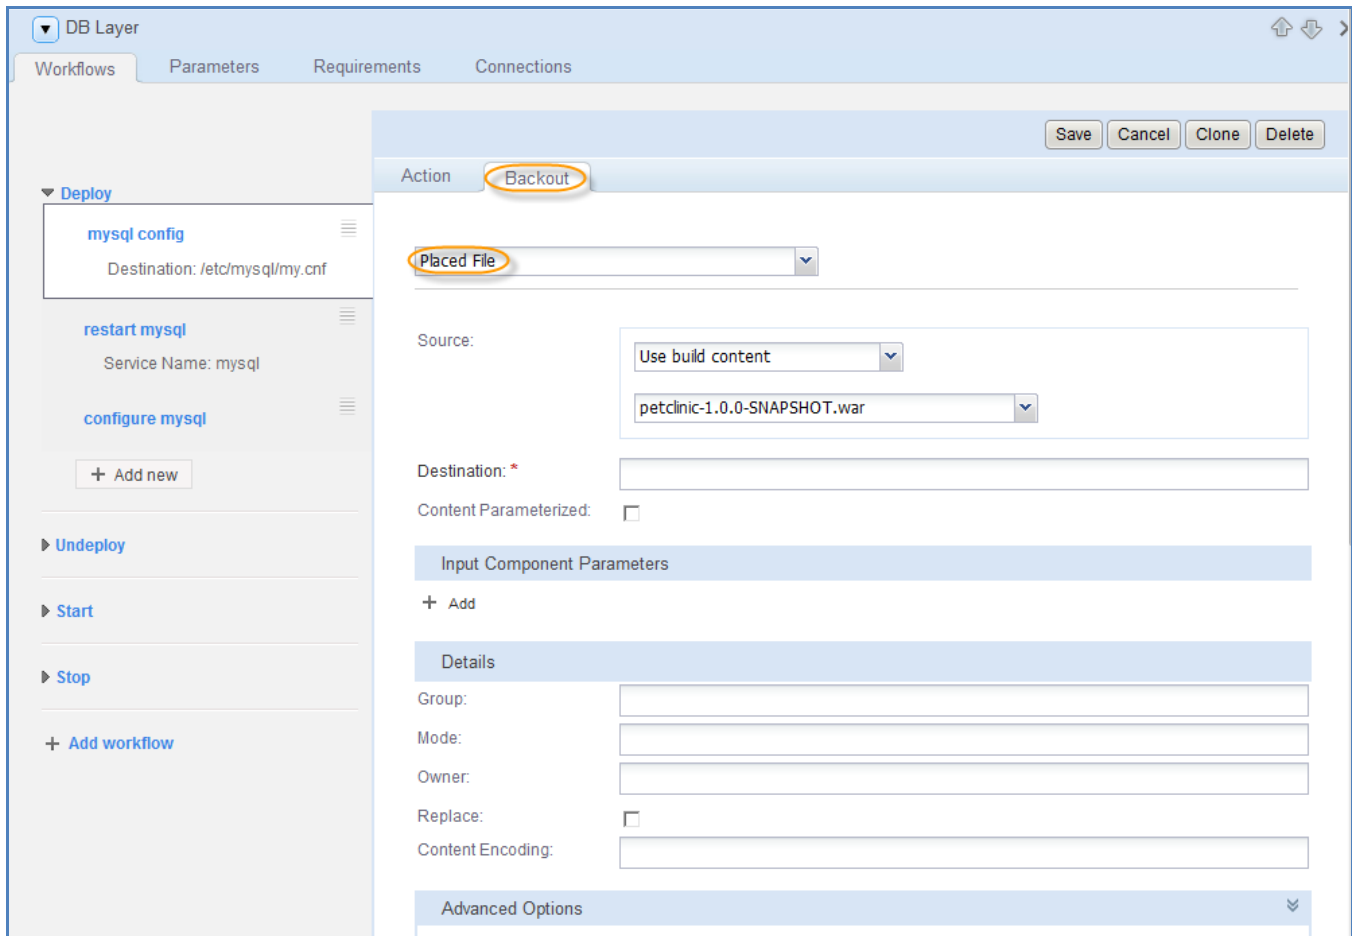 DB Layer
Workflows Parameters Requirements Connections
Save Cancel Clone Delete
Action Backout
Deploy
mysql config
Destination: /etc/mysql/my.cnf
restart mysql
Service Name: mysql
configure mysql
+ Add new
Undeploy
Start
Stop
+ Add workflow
Placed File
Source:
Use build content
petclinic-1.0.0-SNAPSHOT.war
Destination: *
Content Parameterized:
Input Component Parameters
+ Add
Details
Group:
Mode:
Owner:
Replace:
Content Encoding:
Advanced Options